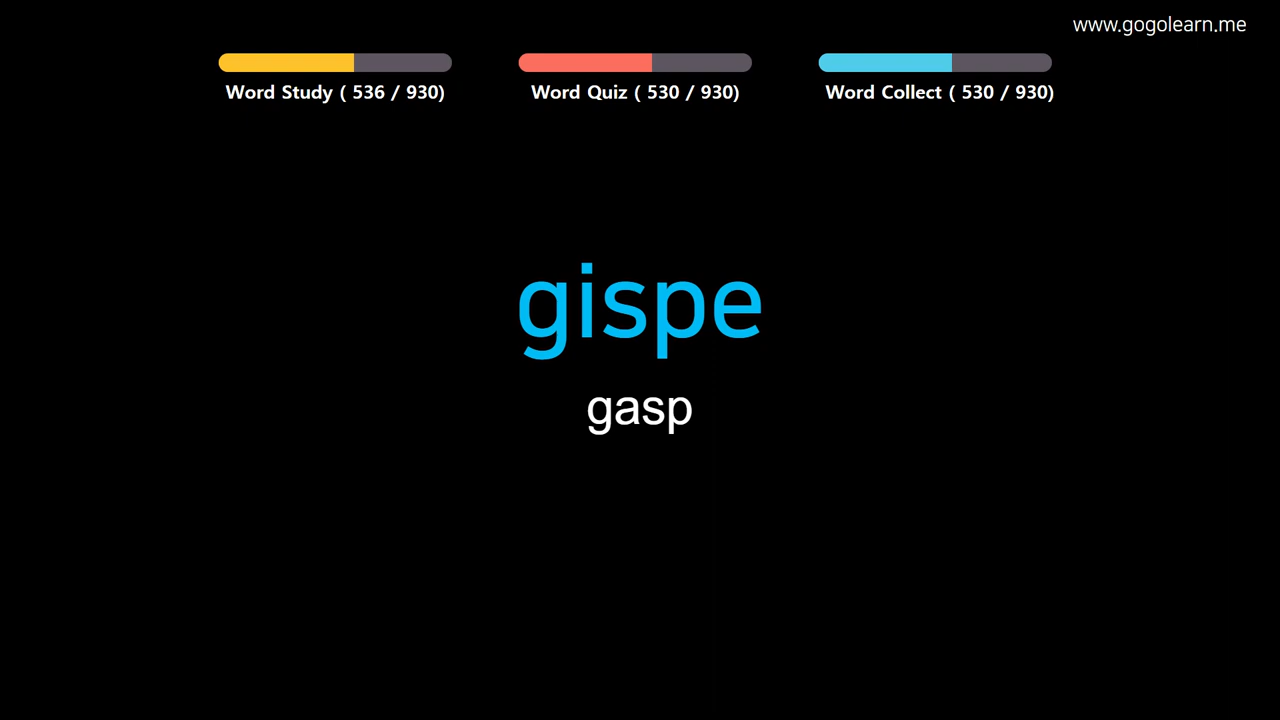 www.gogolearn.me
Word Study ( 536 / 930)
Word Quiz ( 530 / 930)
Word Collect ( 530 / 930)
gispe
gasp